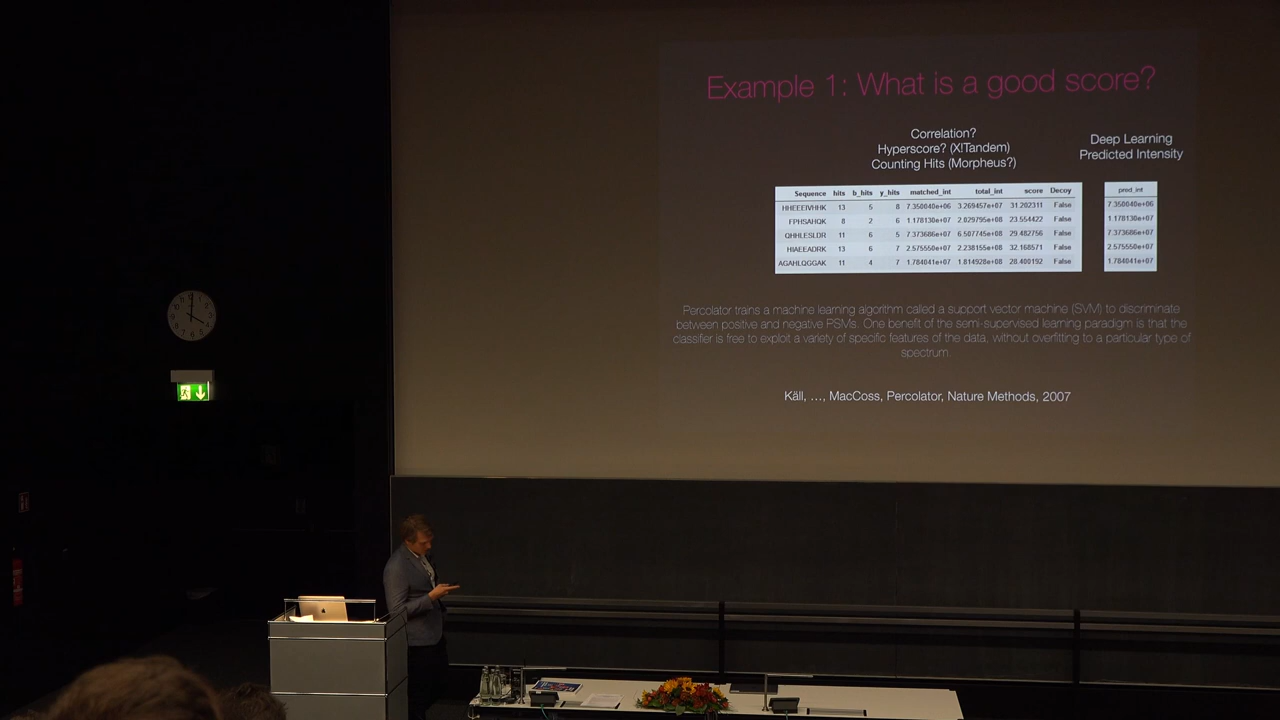 Example 1: What is a good score?
Correlation?
Hyperscore? (X!Tandem)
Counting Hits (Morpheus?)
Deep Learning
Predicted Intensity
Sequence hits b_hits y_hits matched_int total_int score Decoy
HHEEEIVHHK 13 5 8 7.350040e+06 3.269457e+07 31.202311 False
FPHSAHQK 8 2 6 1.178130e+07 2.029795e+08 23.554422 False
QHHLESLDR 11 6 5 7.373686e+07 6.507745e+08 29.482756 False
HIAEEADRK 13 6 7 2.575550e+07 2.238155e+08 32.168571 False
AGAHLQGGAK 11 4 7 1.784041e+07 1.814928e+08 28.400192 False
pred_int
7.350040e+06
1.178130e+07
7.373686e+07
2.575550e+07
1.784041e+07
Percolator trains a machine learning algorithm called a support vector machine (SVM) to discriminate
between positive and negative PSMs. One benefit of the semi-supervised learning paradigm is that the
classifier is free to exploit a variety of specific features of the data, without overfitting to a particular type of
spectrum.
Käll, …, MacCoss, Percolator, Nature Methods, 2007